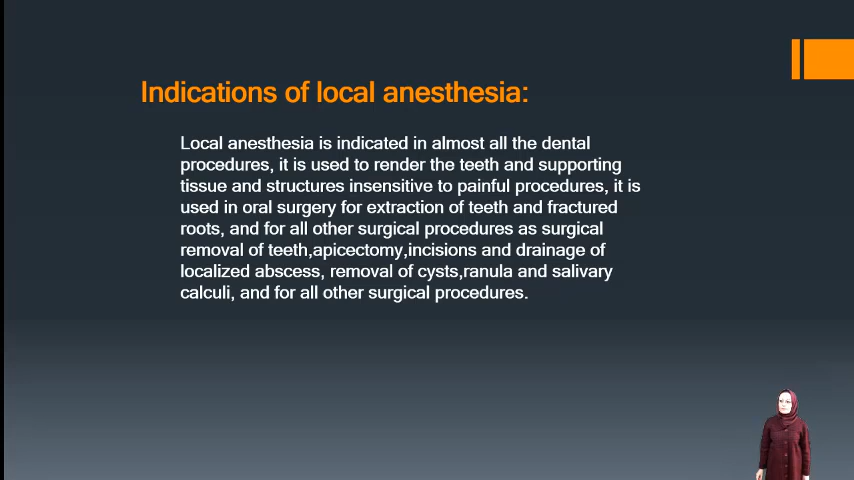 Indications of local anesthesia:
Local anesthesia is indicated in almost all the dental
procedures, it is used to render the teeth and supporting
tissue and structures insensitive to painful procedures, it is
used in oral surgery for extraction of teeth and fractured
roots, and for all other surgical procedures as surgical
removal of teeth,apicectomy,incisions and drainage of
localized abscess, removal of cysts,ranula and salivary
calculi, and for all other surgical procedures.